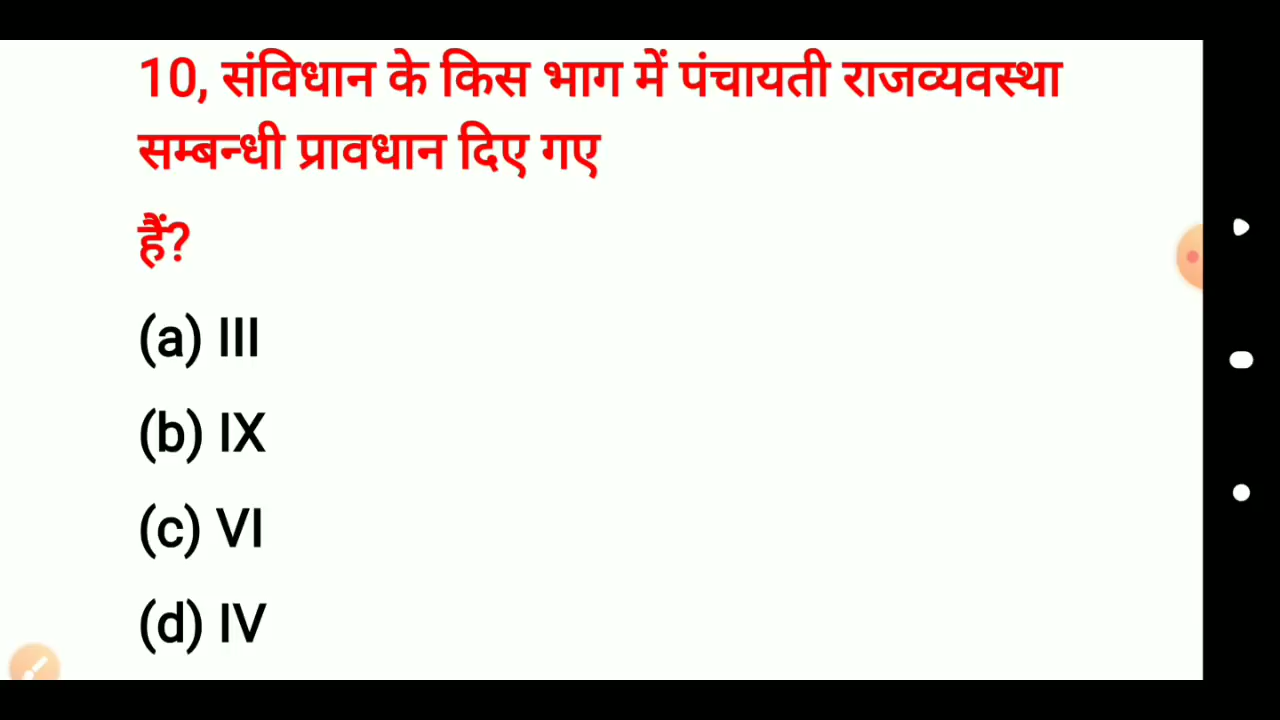 10, संविधान के किस भाग में पंचायती राजव्यवस्था
सम्बन्धी प्रावधान दिए गए
हैं?
(a) III
(b) IX
(c) VI
(d) IV